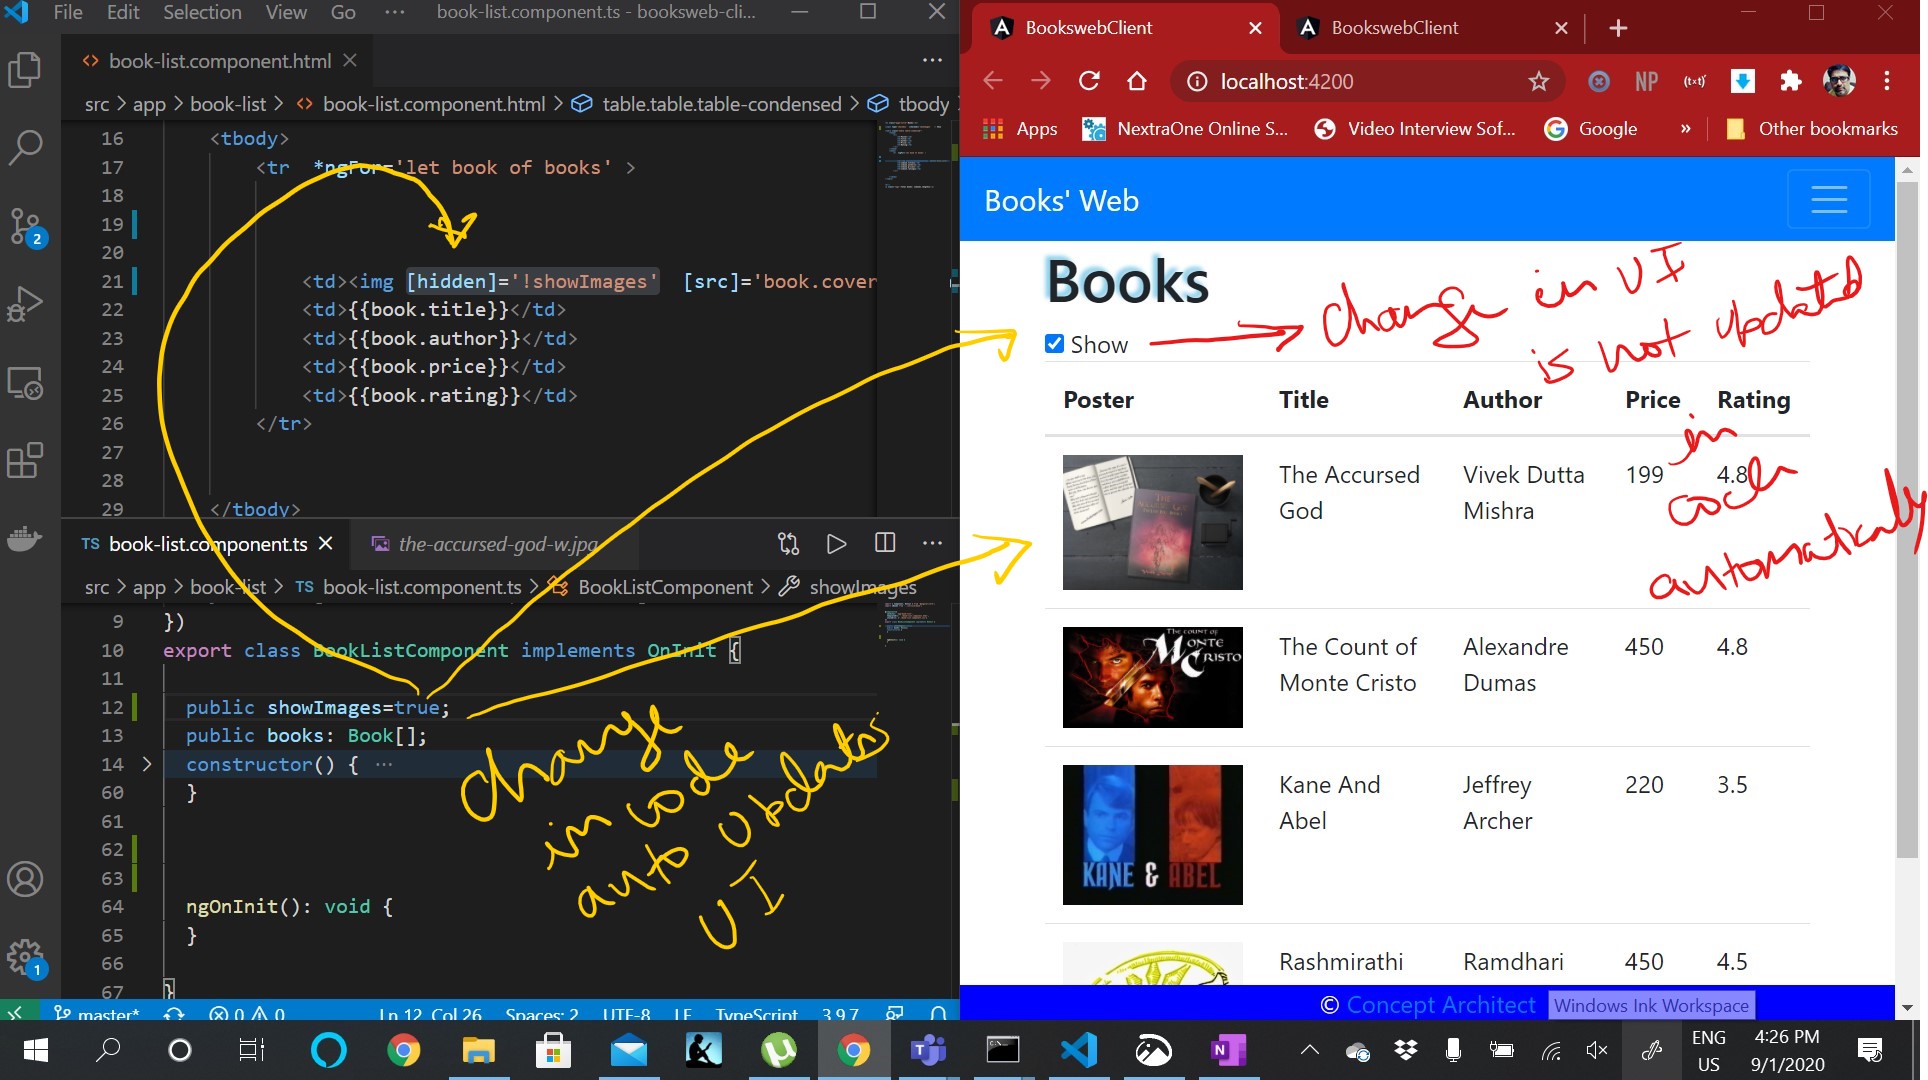 File Edit Selection View Go ··· book-list.component.ts - booksweb-cli...
book-list.component.html
src > app > book-list > book-list.component.html > table.table.table-condensed > tbody
16 <tbody>
17 <tr *ngFor='let book of books' >
18
19
20
21 <td><img [hidden]='!showImages' [src]='book.cover
22 <td>{{book.title}}</td>
23 <td>{{book.author}}</td>
24 <td>{{book.price}}</td>
25 <td>{{book.rating}}</td>
26 </tr>
27
28
29 </tbody>
TS book-list.component.ts the-accursed-god-w.jpg
src > app > book-list > TS book-list.component.ts > BookListComponent > showImages
9 })
10 export class BookListComponent implements OnInit {
11
12 public showImages=true;
13 public books: Book[];
14 constructor() { ···
60 }
61
62
63
64 ngOnInit(): void {
65 }
66
67 }
change
in code
auto updates
UI
2
1
master* 0 0 Ln 12, Col 26 Spaces: 2 UTF-8 LF TypeScript 3.9.7
BookswebClient BookswebClient
localhost:4200 NP
Apps NextraOne Online S... Video Interview Sof... Google » Other bookmarks
Books' Web
Books
Show
change in UI
is not updated
in
code
automatically
Poster Title Author Price Rating
The Accursed God Vivek Dutta Mishra 199 4.8
The Count of Monte Cristo Alexandre Dumas 450 4.8
THE COUNT OF
MONTE
CRISTO
Kane And Abel Jeffrey Archer 220 3.5
KANE & ABEL
Rashmirathi Ramdhari 450 4.5
© Concept Architect Windows Ink Workspace
ENG
US
4:26 PM
9/1/2020